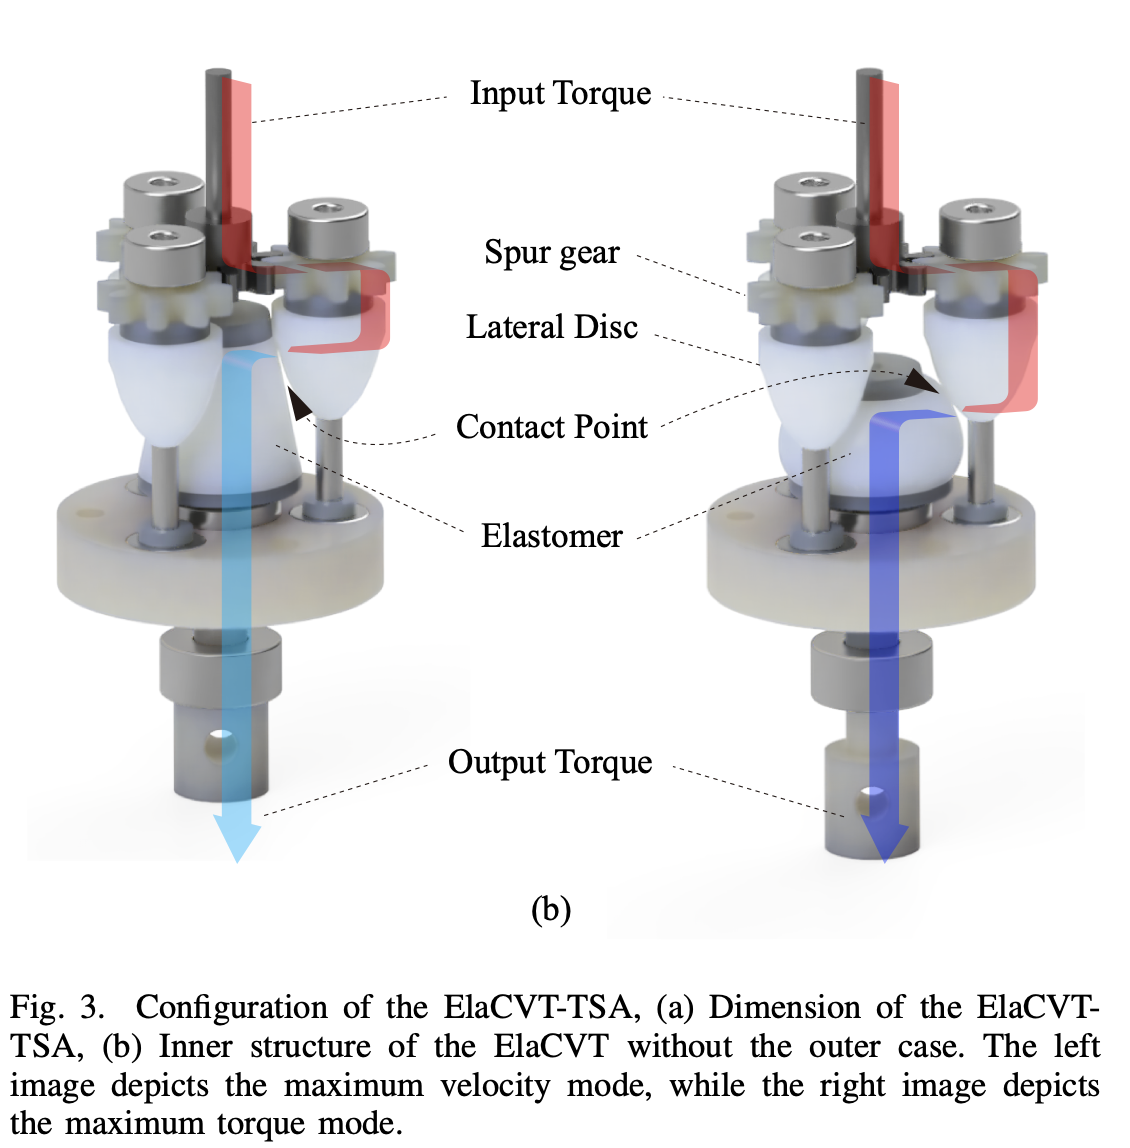 Input Torque
Spur gear
Lateral Disc
Contact Point
Elastomer
Output Torque
(b)
Fig. 3. Configuration of the ElaCVT-TSA, (a) Dimension of the ElaCVT-
TSA, (b) Inner structure of the ElaCVT without the outer case. The left
image depicts the maximum velocity mode, while the right image depicts
the maximum torque mode.